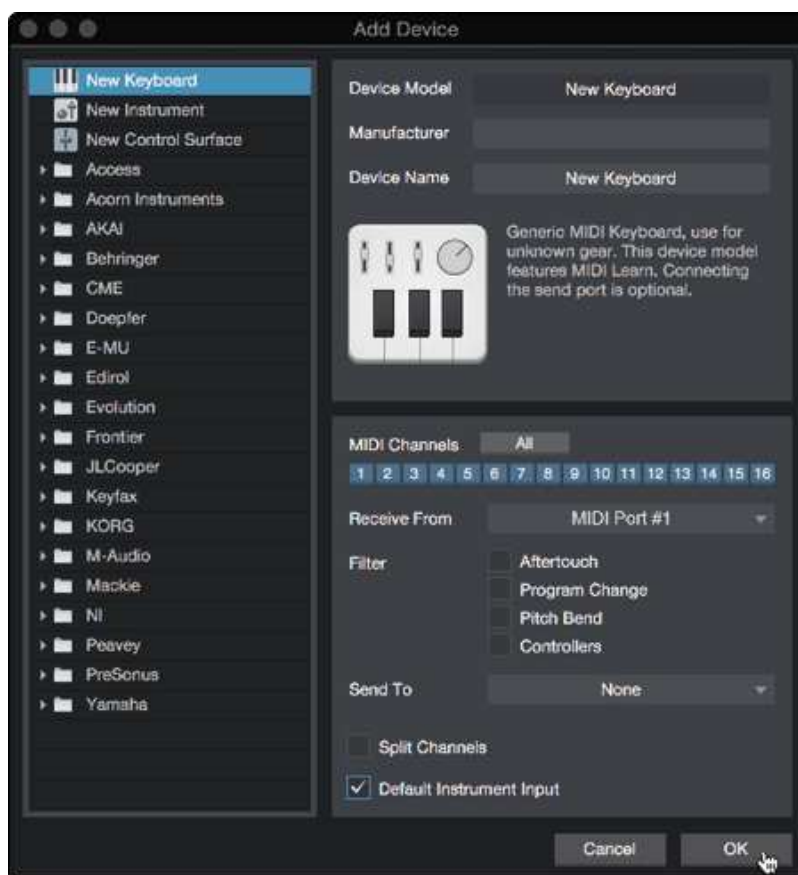 Add Device
New Keyboard
New Instrument
New Control Surface
Access
Acorn Instruments
AKAI
Behringer
CME
Doepfer
E-MU
Edirol
Evolution
Frontier
JLCooper
Keyfax
KORG
M-Audio
Mackie
NI
Peavey
PreSonus
Yamaha
Device Model New Keyboard
Manufacturer
Device Name New Keyboard
Generic MIDI Keyboard, use for
unknown gear. This device model
features MIDI Learn. Connecting
the send port is optional.
MIDI Channels All
1 2 3 4 5 6 7 8 9 10 11 12 13 14 15 16
Receive From MIDI Port #1
Filter Aftertouch
Program Change
Pitch Bend
Controllers
Send To None
Split Channels
Default Instrument Input
Cancel OK